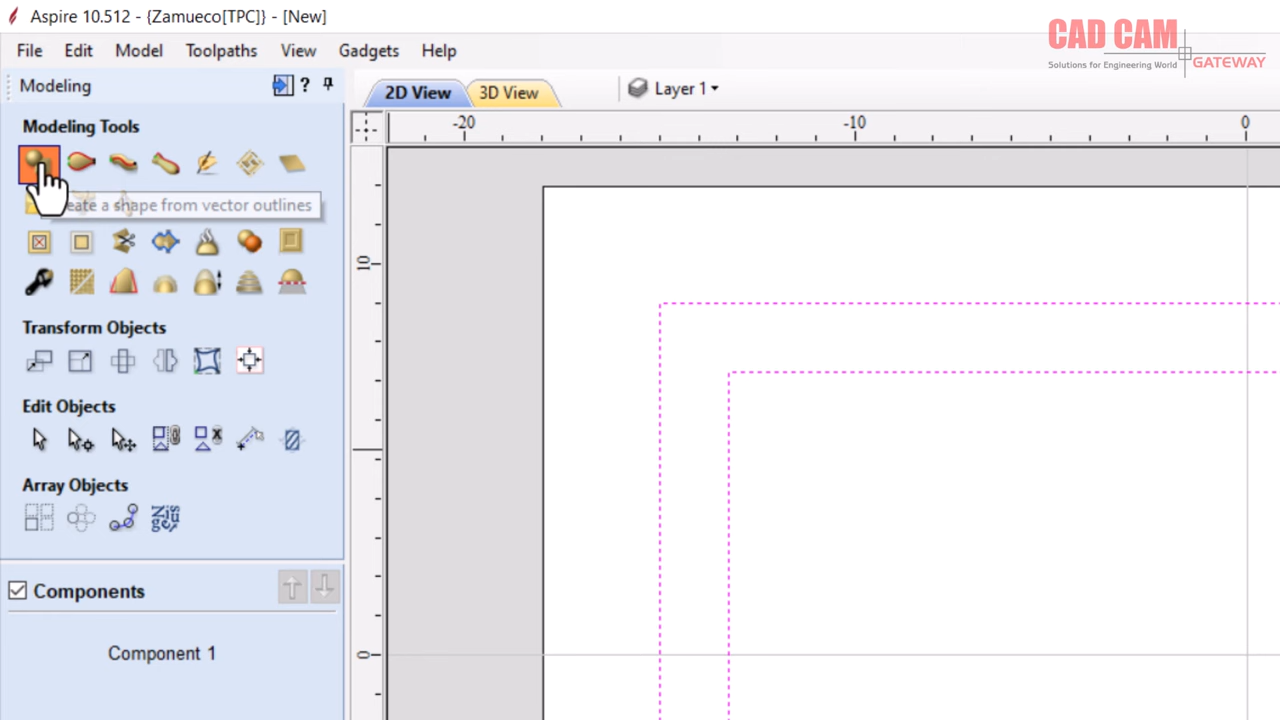 Aspire 10.512 - {Zamueco[TPC]} - [New]
CAD CAM
Solutions for Engineering World
GATEWAY
File Edit Model Toolpaths View Gadgets Help
Modeling ?
2D View 3D View Layer 1
Modeling Tools
-20 -10 0
eate a shape from vector outlines
10
Transform Objects
Edit Objects
Array Objects
Components
0
Component 1